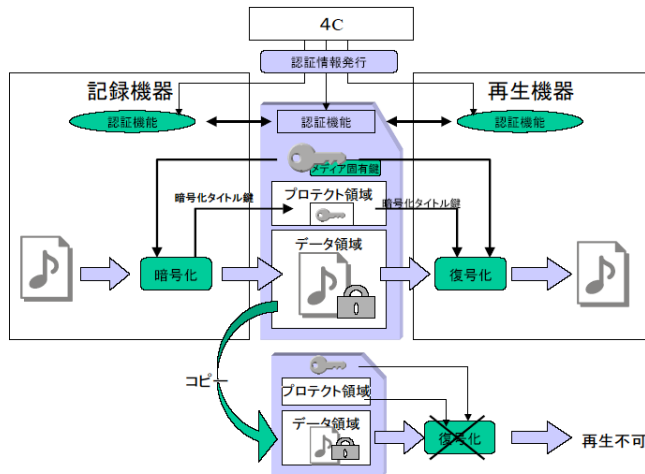 4C
認証情報発行
記録機器
再生機器
認証機能
認証機能
認証機能
メディア固有鍵
プロテクト領域
暗号化タイトル鍵
暗号化タイトル鍵
データ領域
暗号化
復号化
コピー
プロテクト領域
データ領域
復号化
再生不可